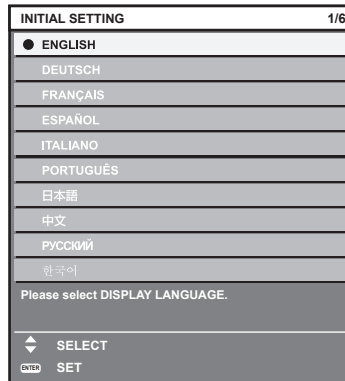 INITIAL SETTING 1/6
ENGLISH
DEUTSCH
FRANÇAIS
ESPAÑOL
ITALIANO
PORTUGUÊS
日本語
中文
РУССКИЙ
한국어
Please select DISPLAY LANGUAGE.
SELECT
ENTER SET